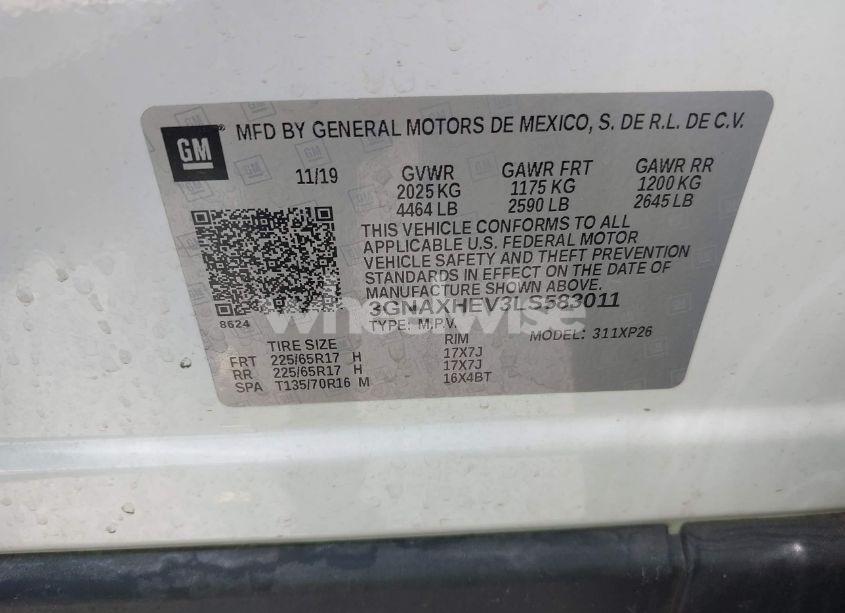 GM
MFD BY GENERAL MOTORS DE MEXICO, S. DE R.L. DE C.V.
11/19 GVWR GAWR FRT GAWR RR
2025 KG 1175 KG 1200 KG
4464 LB 2590 LB 2645 LB
THIS VEHICLE CONFORMS TO ALL
APPLICABLE U.S. FEDERAL MOTOR
VEHICLE SAFETY AND THEFT PREVENTION
STANDARDS IN EFFECT ON THE DATE OF
MANUFACTURE SHOWN ABOVE.
3GNAXHEV3LS583011
8624 TYPE: M.P.V. MODEL: 311XP26
wheelwise
TIRE SIZE RIM
FRT 225/65R17 H 17X7J
RR 225/65R17 H 17X7J
SPA T135/70R16 M 16X4BT